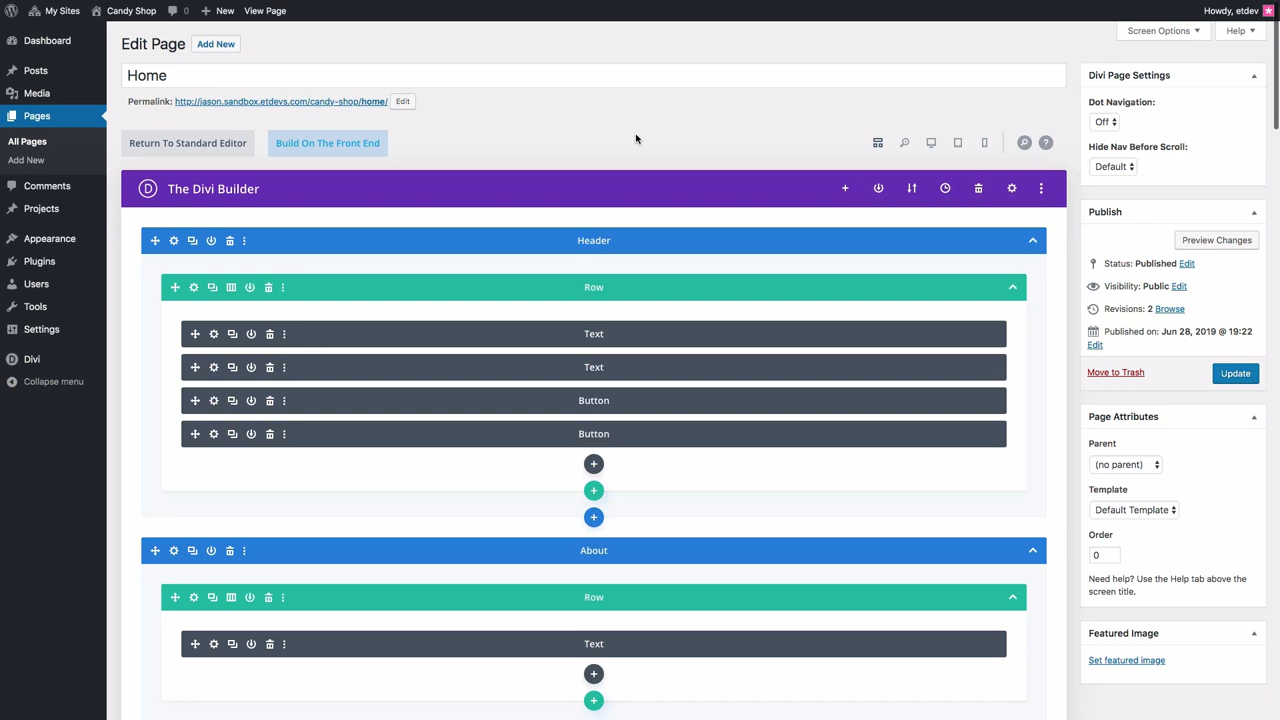 My Sites
Candy Shop
0
New
View Page
Howdy, etdev
Dashboard
Posts
Media
Pages
All Pages
Add New
Comments
Projects
Appearance
Plugins
Users
Tools
Settings
Divi
Collapse menu
Screen Options
Help
Edit Page
Add New
Home
Permalink: http://jason.sandbox.etdevs.com/candy-shop/home/
Edit
Return To Standard Editor
Build On The Front End
?
D
The Divi Builder
Header
Row
Text
Text
Button
Button
About
Row
Text
Divi Page Settings
Dot Navigation:
Off
Hide Nav Before Scroll:
Default
Publish
Preview Changes
Status: Published Edit
Visibility: Public Edit
Revisions: 2 Browse
Published on: Jun 28, 2019 @ 19:22
Edit
Move to Trash
Update
Page Attributes
Parent
(no parent)
Template
Default Template
Order
0
Need help? Use the Help tab above the
screen title.
Featured Image
Set featured image